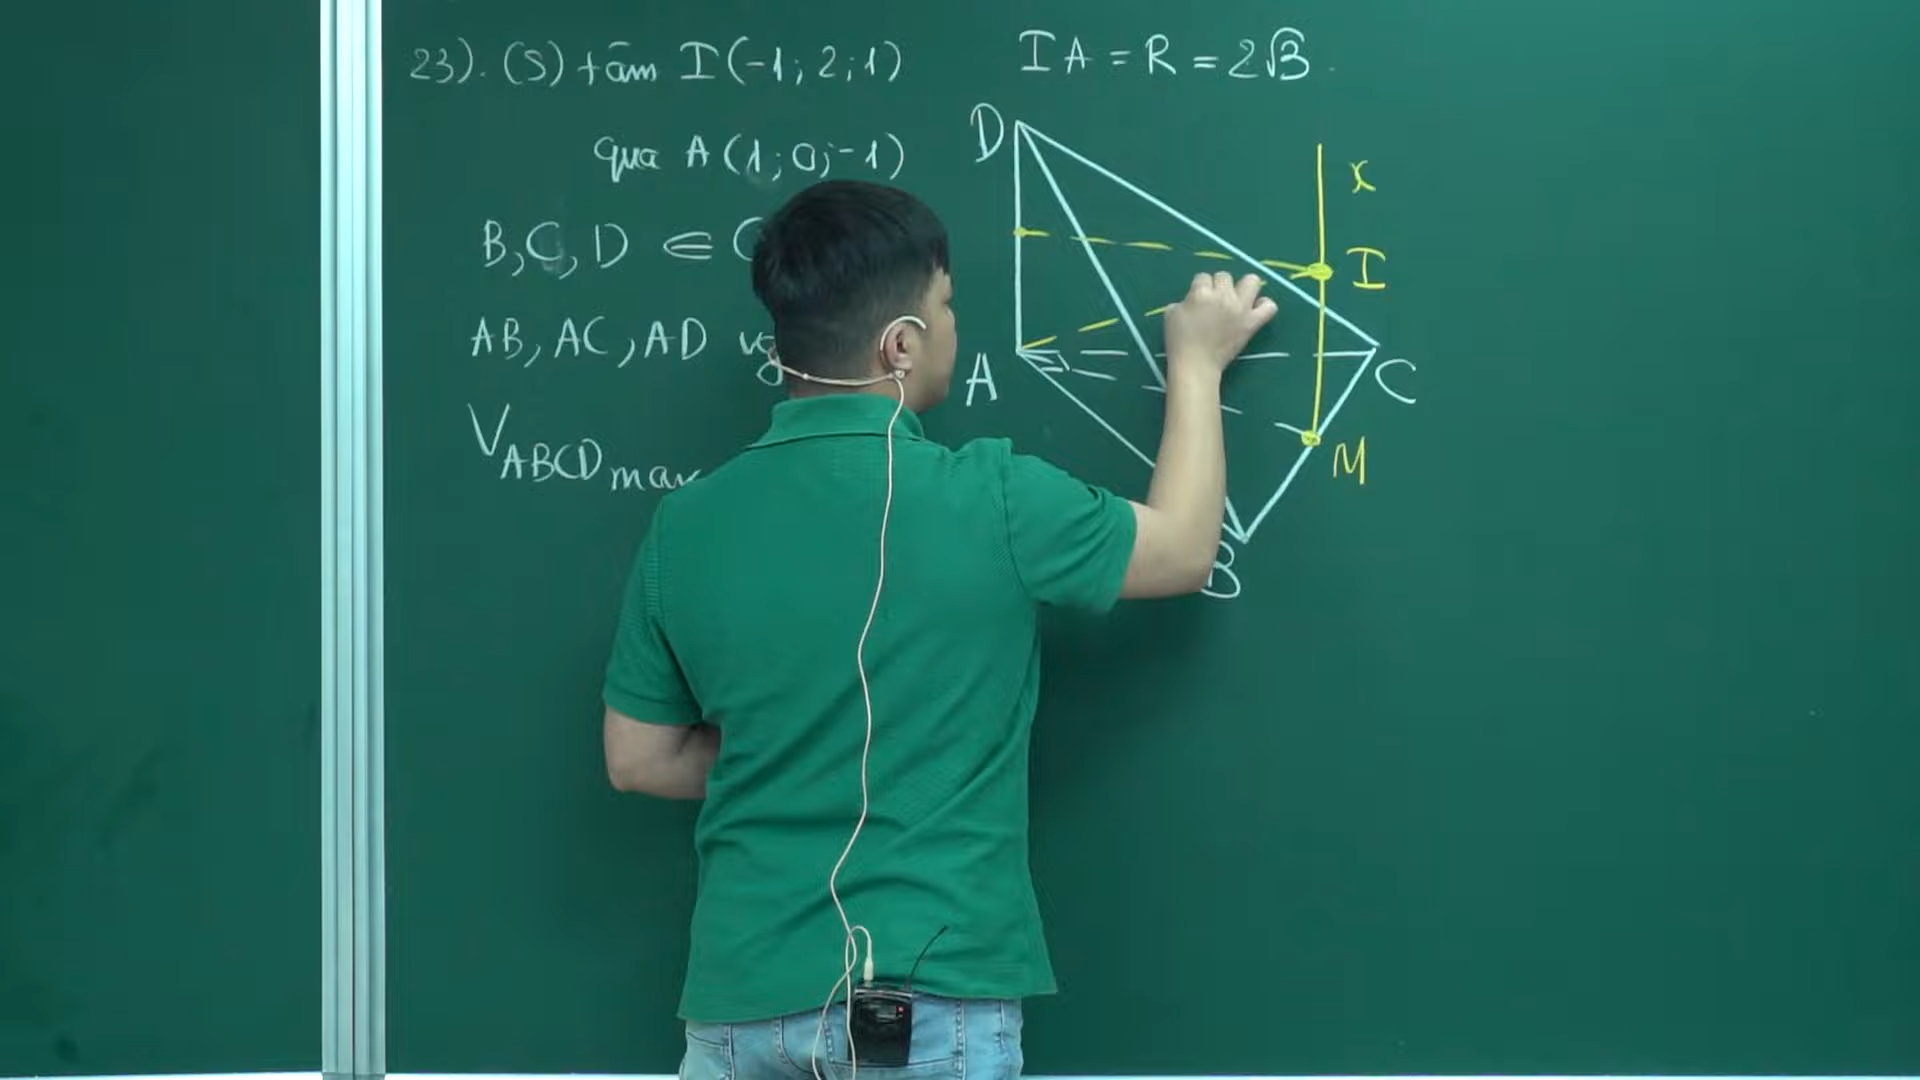 23). (S) tâm I(-1; 2; 1)
qua A(1; 0; -1)
B, C, D ∈ (
AB, AC, AD
V ABCD max
IA = R = 2√3.
D
x
I
A
C
M
B